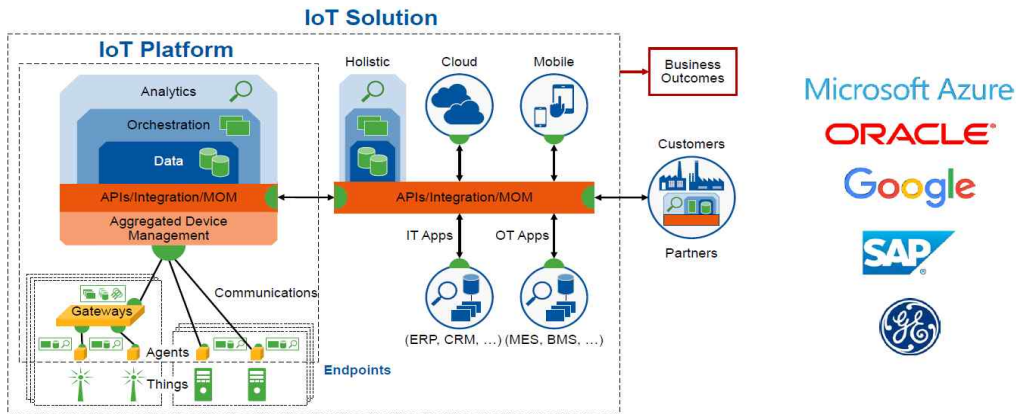 IoT Solution
IoT Platform
Analytics
Orchestration
Data
APIs/Integration/MOM
Aggregated Device
Management
Communications
Gateways
Agents
Things
Endpoints
Holistic
Cloud
Mobile
APIs/Integration/MOM
IT Apps
OT Apps
(ERP, CRM, ...)
(MES, BMS, ...)
Business
Outcomes
Customers
Partners
Microsoft Azure
ORACLE®
Google
SAP®
GE